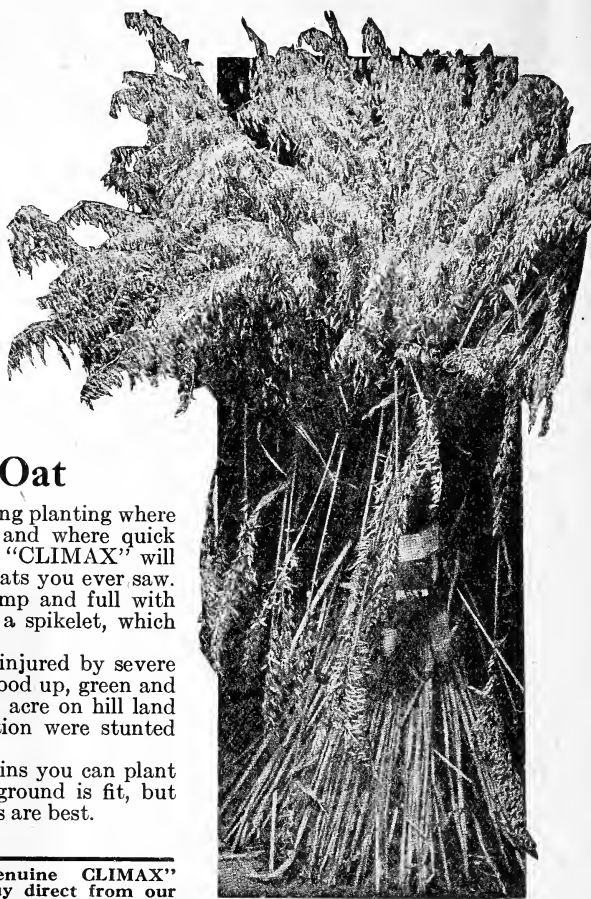 Oat
ng planting where
and where quick
"CLIMAX" will
ats you ever saw.
mp and full with
a spikelet, which
injured by severe
ood up, green and
acre on hill land
tion were stunted
ins you can plant
ground is fit, but
s are best.
enuine CLIMAX"
y direct from our